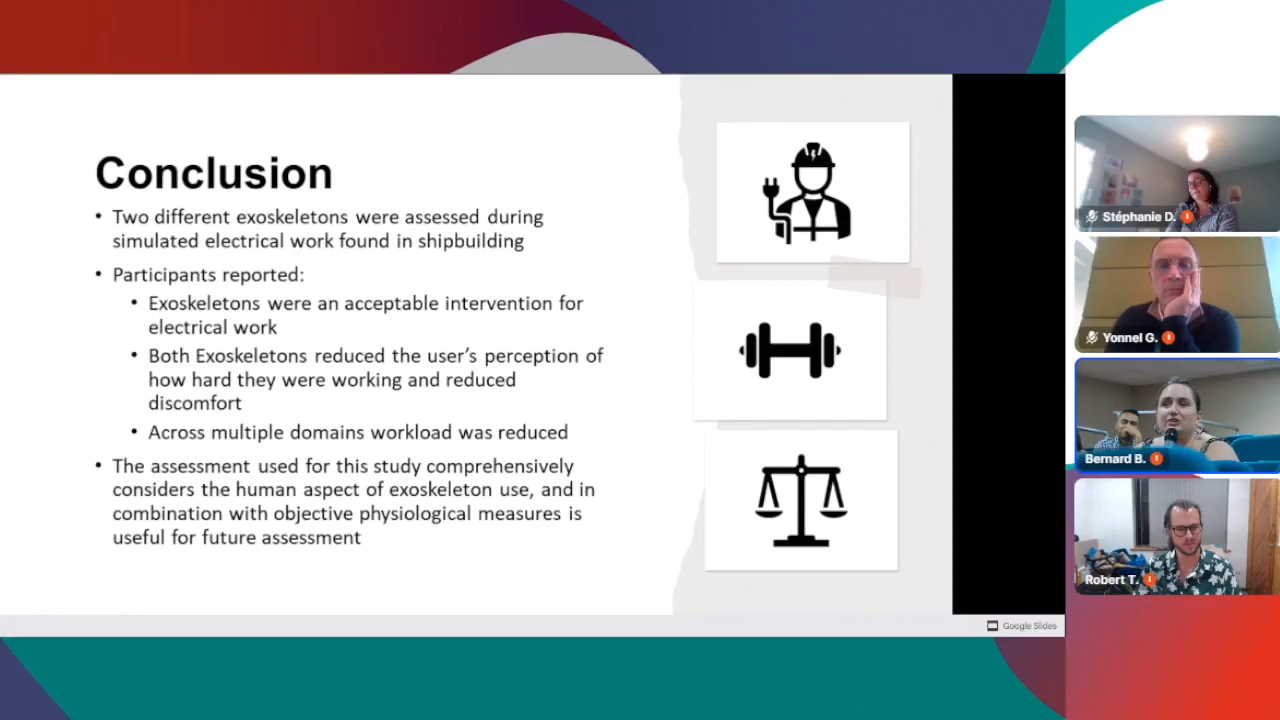 Conclusion
• Two different exoskeletons were assessed during
simulated electrical work found in shipbuilding
• Participants reported:
• Exoskeletons were an acceptable intervention for
electrical work
• Both Exoskeletons reduced the user's perception of
how hard they were working and reduced
discomfort
• Across multiple domains workload was reduced
• The assessment used for this study comprehensively
considers the human aspect of exoskeleton use, and in
combination with objective physiological measures is
useful for future assessment
Google Slides
Stéphanie D.
Yonnel G.
Bernard B.
Robert T.